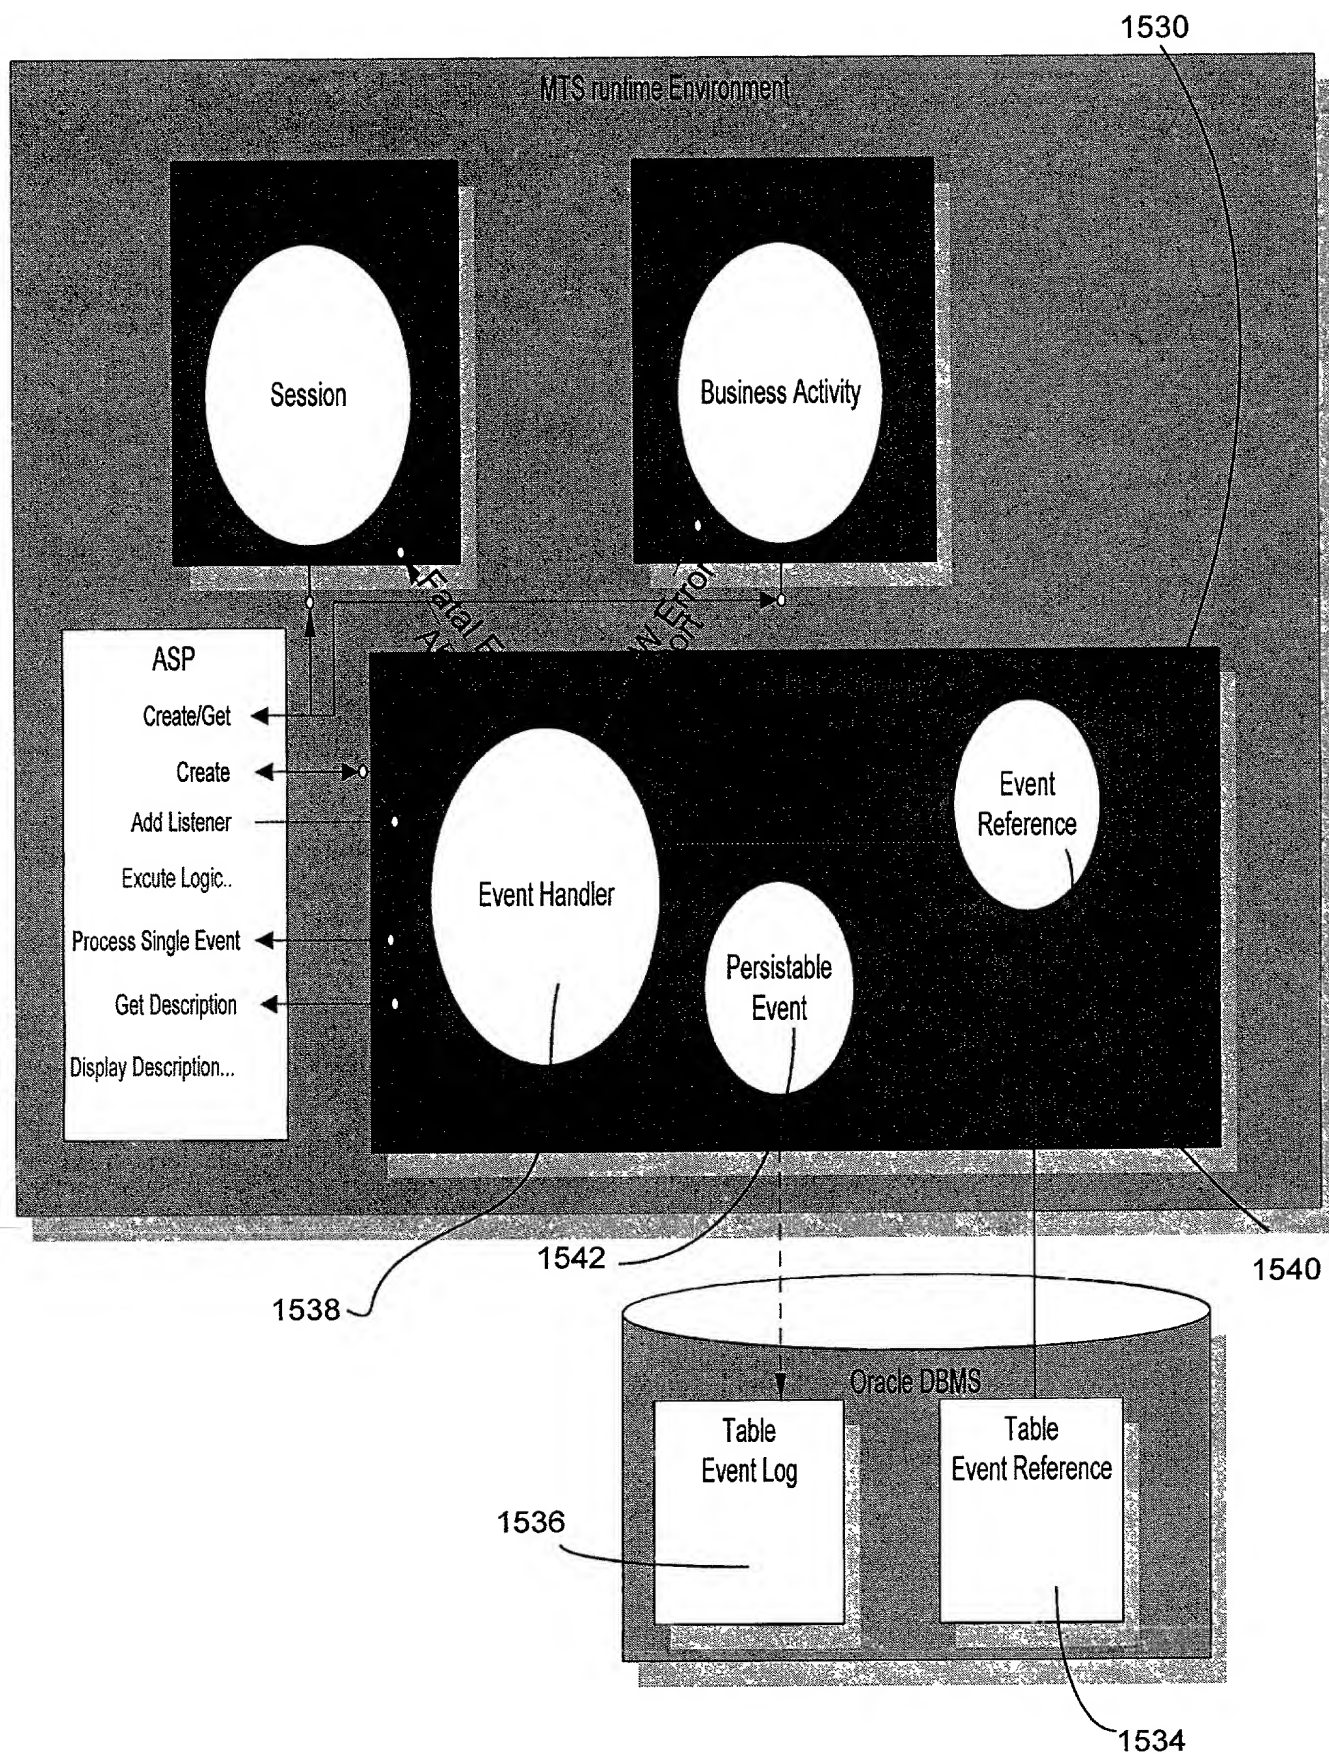 1530
MTS runtime Environment
Session
Business Activity
Fatal
Error
ASP
Create/Get
Create
Add Listener
Excute Logic..
Process Single Event
Get Description
Display Description...
Event
Reference
Event Handler
Persistable
Event
1542
1540
1538
Oracle DBMS
Table
Event Log
Table
Event Reference
1536
1534